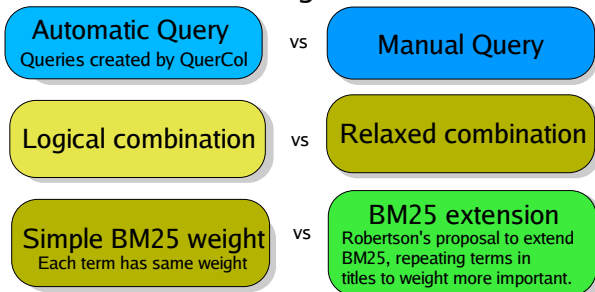 Automatic Query
vs
Manual Query
Queries created by QuerCol
Logical combination
vs
Relaxed combination
Simple BM25 weight
Each term has same weight
vs
BM25 extension
Robertson's proposal to extend
BM25, repeating terms in
titles to weight more important.